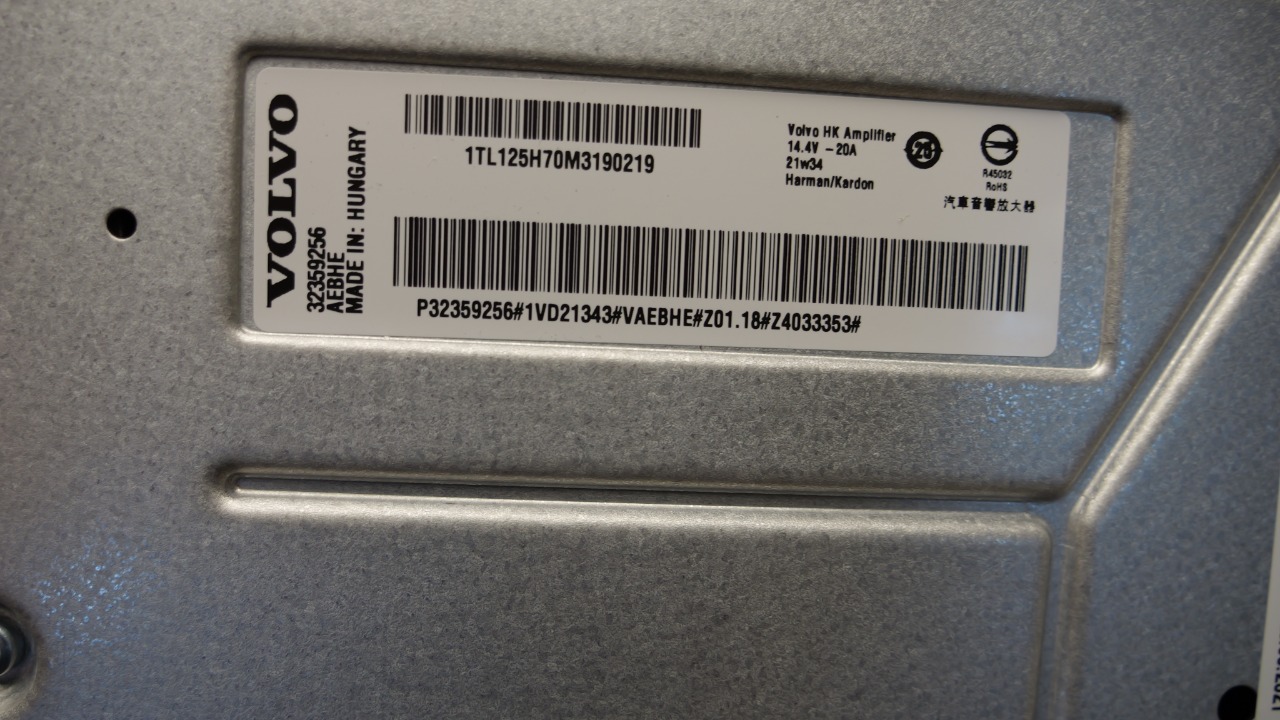 VOLVO
32359256
AEBHE
MADE IN: HUNGARY
1TL125H70M3190219
Volvo HK Amplifier
14.4V - 20A
21w34
Harman/Kardon
28
R45032
RoHS
汽車音響放大器
P32359256#1VD21343#VAEBHE#Z01.18#Z4033353#